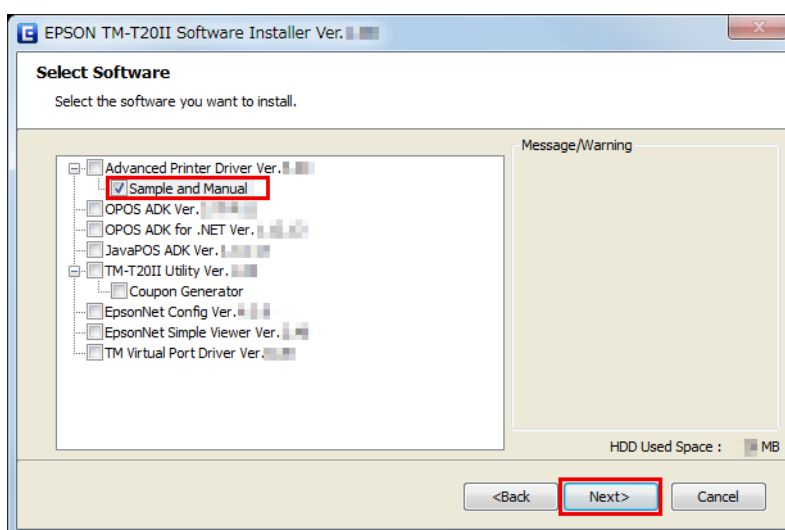 EPSON TM-T20II Software Installer Ver.
Select Software
Select the software you want to install.
Message/Warning
Advanced Printer Driver Ver.
Sample and Manual
OPOS ADK Ver.
OPOS ADK for .NET Ver.
JavaPOS ADK Ver.
TM-T20II Utility Ver.
Coupon Generator
EpsonNet Config Ver.
EpsonNet Simple Viewer Ver.
TM Virtual Port Driver Ver.
HDD Used Space : MB
<Back Next> Cancel